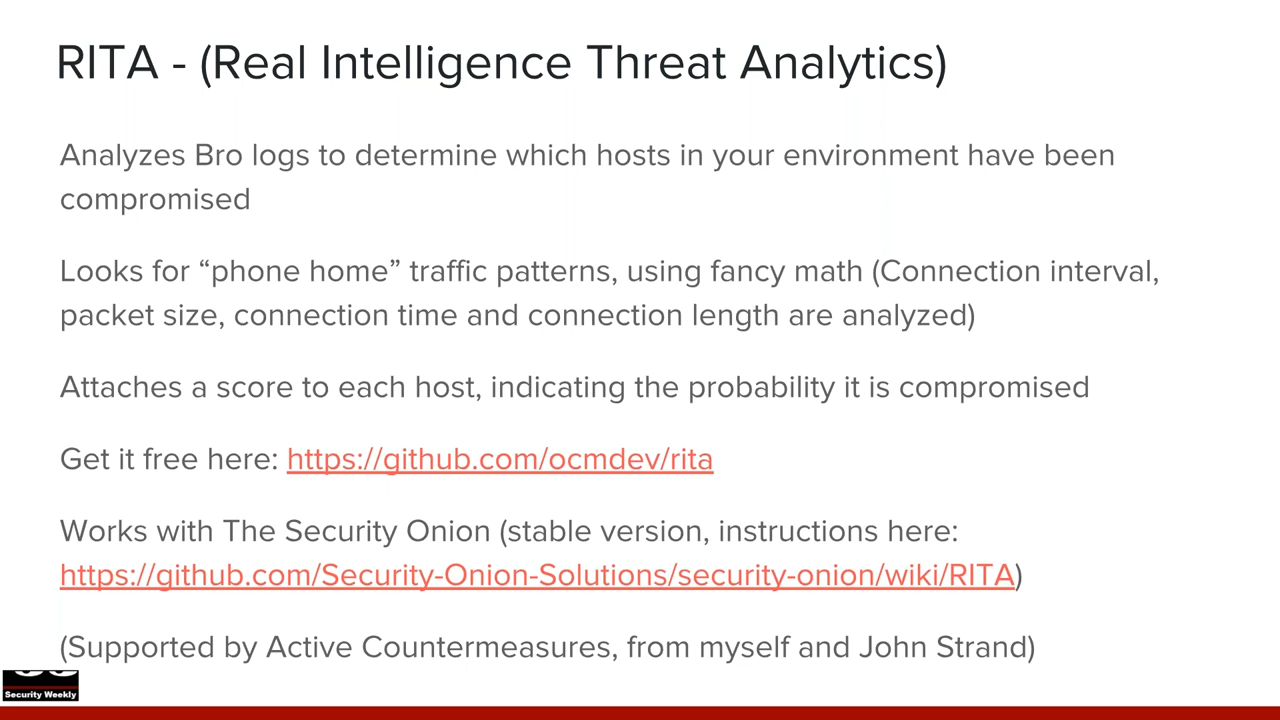 RITA - (Real Intelligence Threat Analytics)
Analyzes Bro logs to determine which hosts in your environment have been
compromised
Looks for “phone home” traffic patterns, using fancy math (Connection interval,
packet size, connection time and connection length are analyzed)
Attaches a score to each host, indicating the probability it is compromised
Get it free here: https://github.com/ocmdev/rita
Works with The Security Onion (stable version, instructions here:
https://github.com/Security-Onion-Solutions/security-onion/wiki/RITA)
(Supported by Active Countermeasures, from myself and John Strand)
Security Weekly